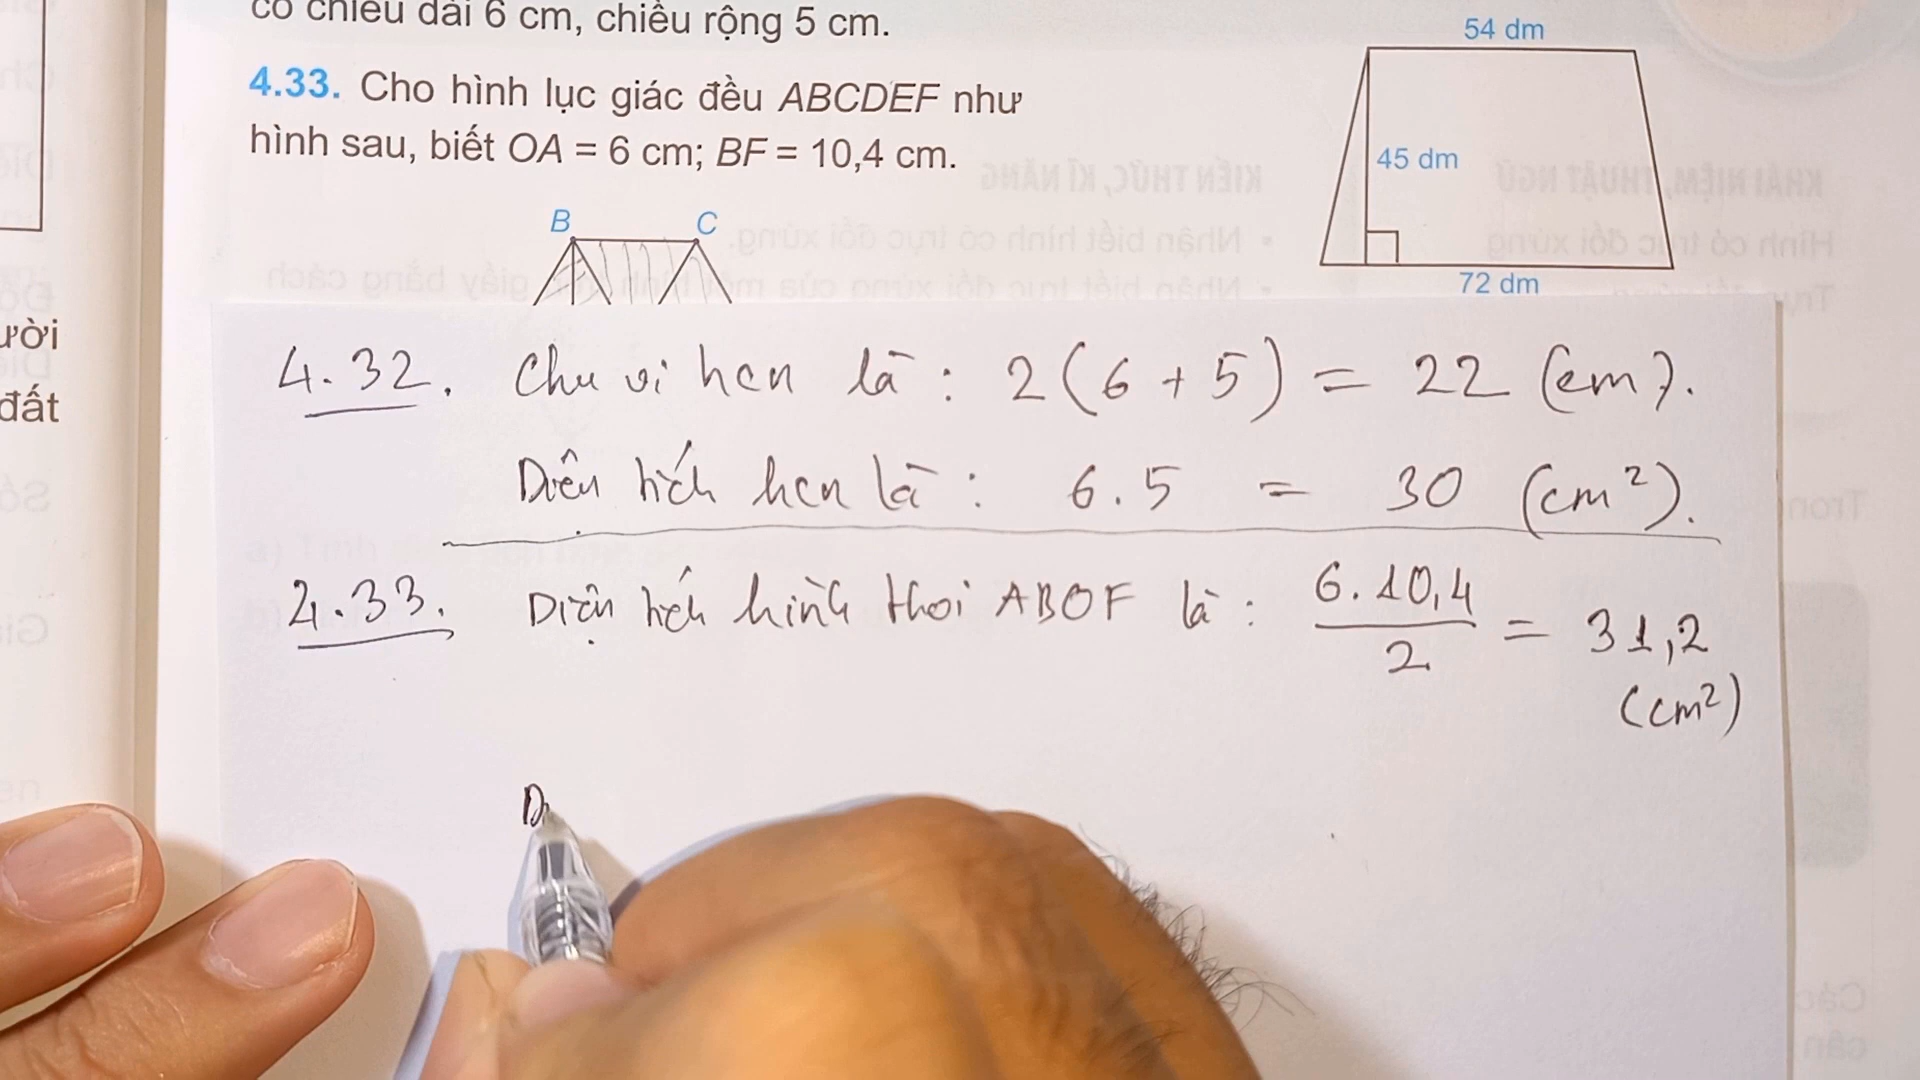 có chiều dài 6 cm, chiều rộng 5 cm.
4.33. Cho hình lục giác đều ABCDEF như
hình sau, biết OA = 6 cm; BF = 10,4 cm.
B C
54 dm
45 dm
72 dm
ười
đất
4.32. Chu vi hcn là : 2(6 + 5) = 22 (cm).
Diện tích hcn là : 6.5 = 30 (cm²).
4.33. Diện tích hình thoi ABOF là : 6.10,4 / 2 = 31,2
(cm²)
D